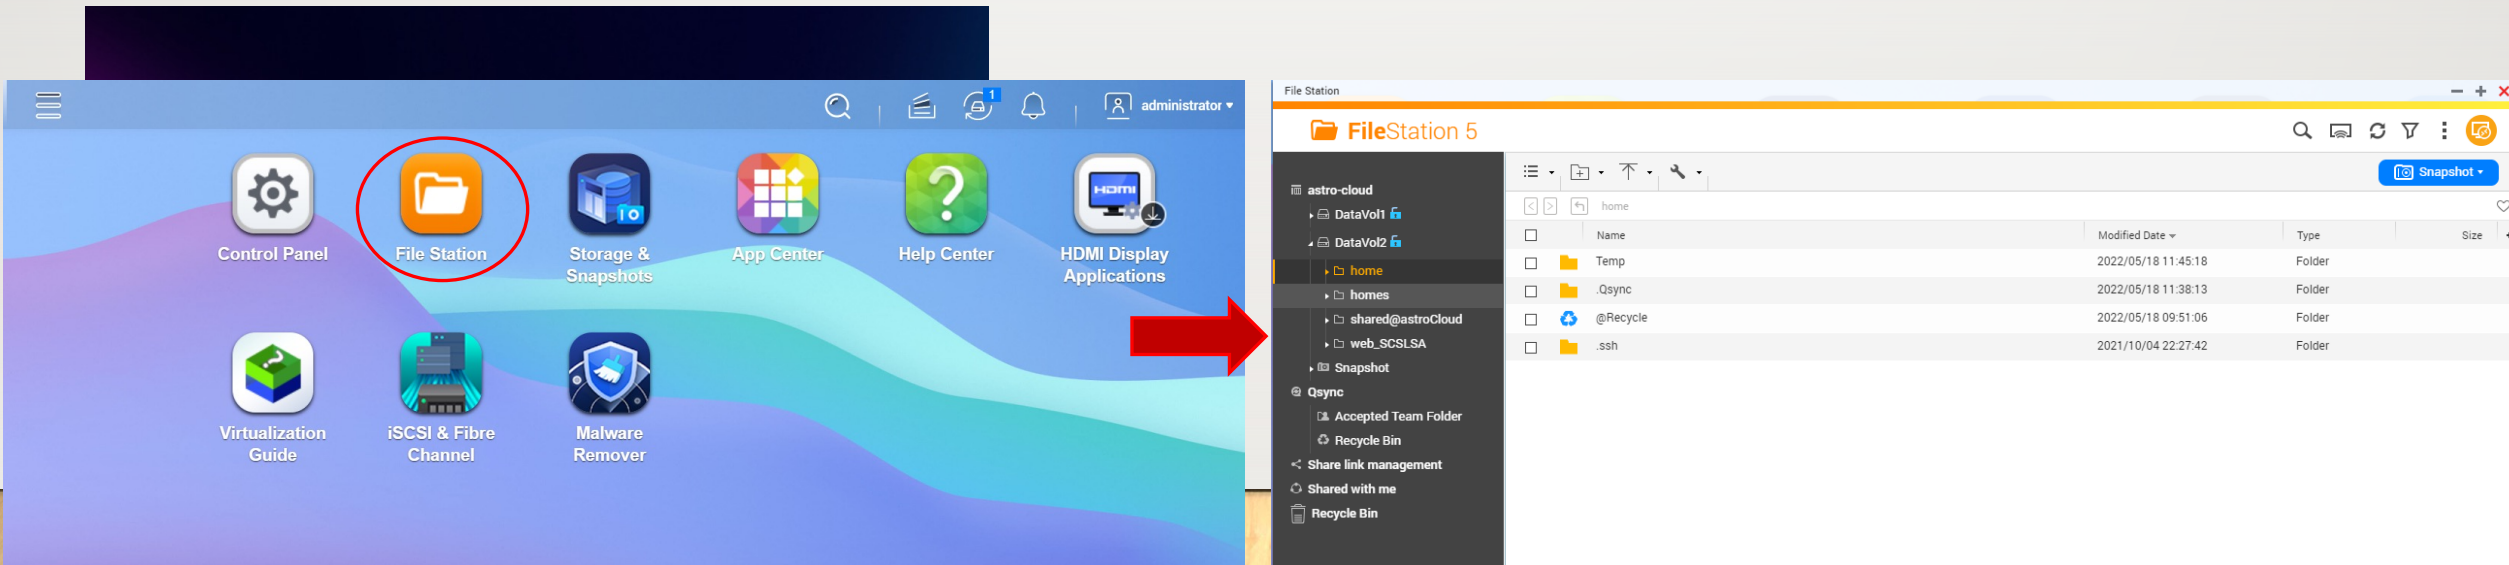 1
administrator
HDMI
Control Panel
File Station
Storage &
Snapshots
App Center
Help Center
HDMI Display
Applications
Virtualization
Guide
iSCSI & Fibre
Channel
Malware
Remover
File Station
FileStation 5
Snapshot
astro-cloud
DataVol1
DataVol2
home
homes
shared@astroCloud
web_SCSLSA
Snapshot
Qsync
Accepted Team Folder
Recycle Bin
Share link management
Shared with me
Recycle Bin
home
Name Modified Date Type Size
Temp 2022/05/18 11:45:18 Folder
.Qsync 2022/05/18 11:38:13 Folder
@Recycle 2022/05/18 09:51:06 Folder
.ssh 2021/10/04 22:27:42 Folder